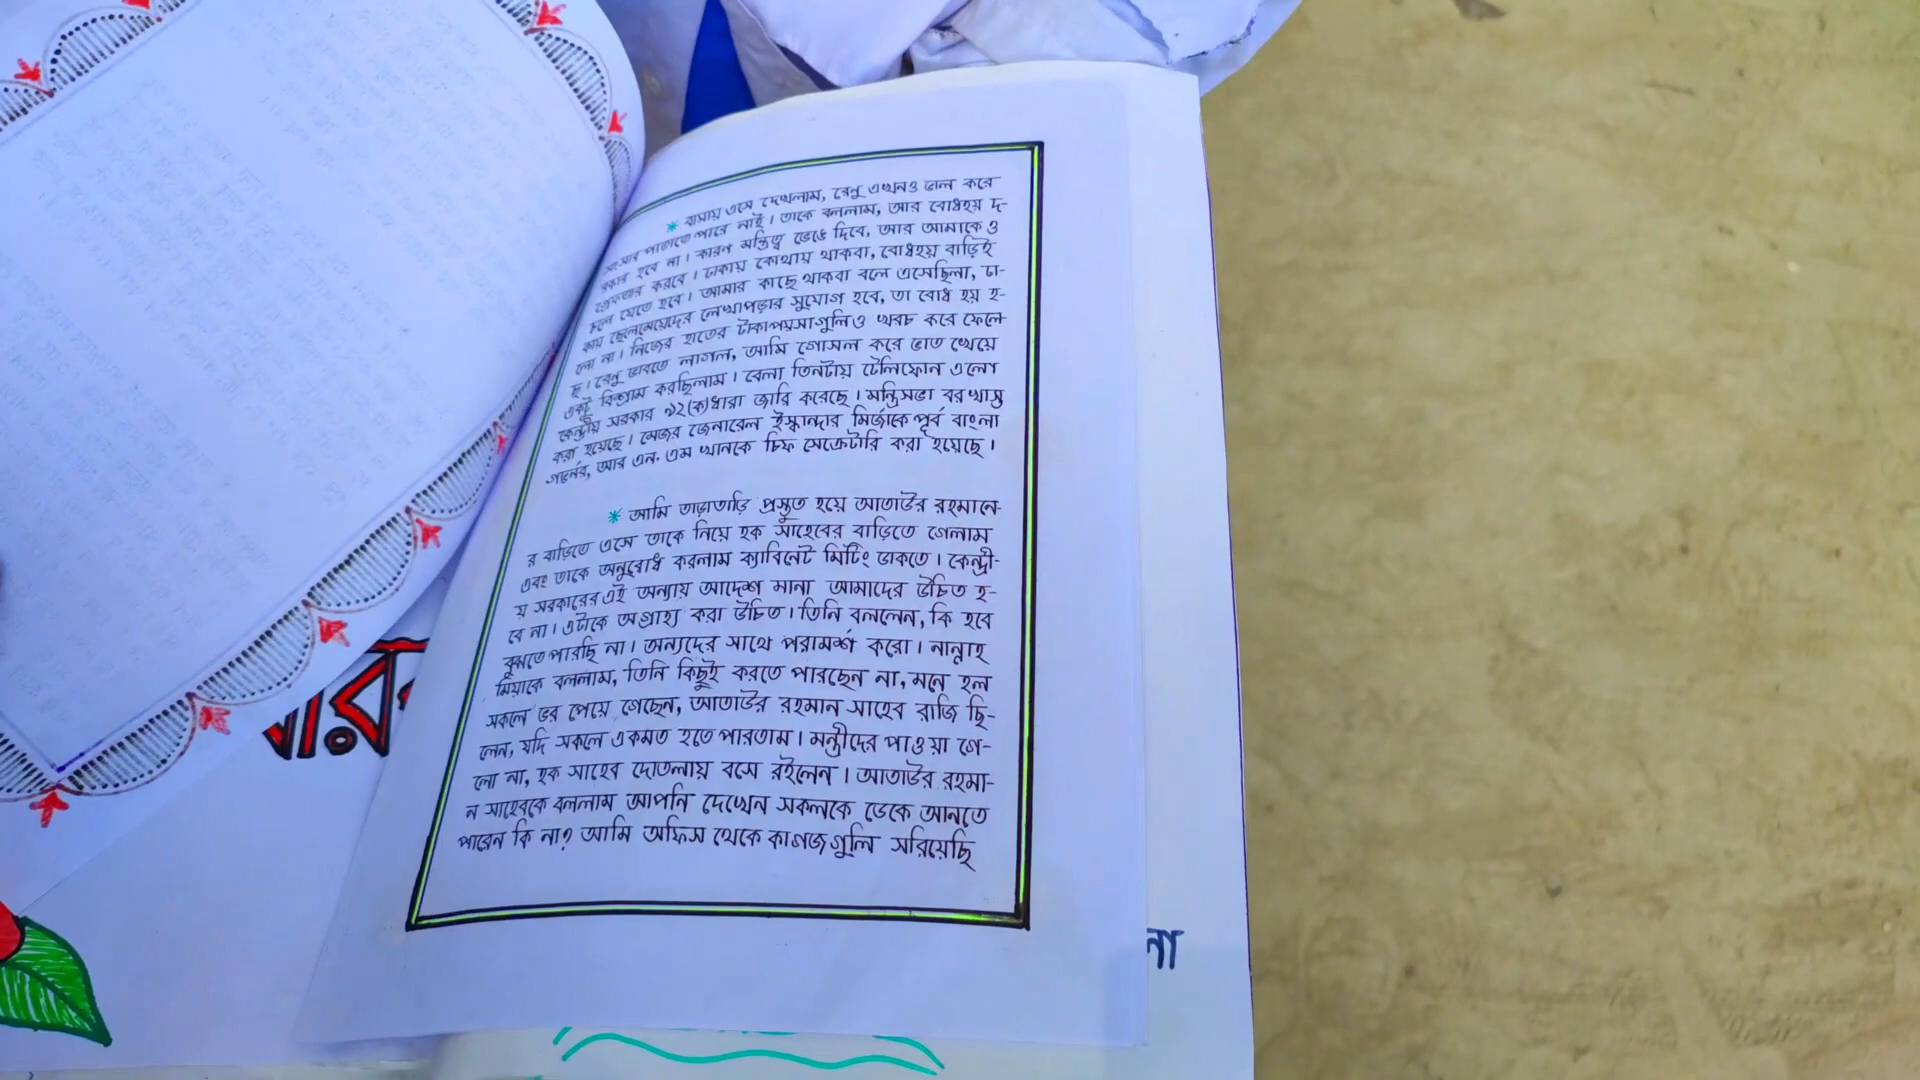 * বাসায় এসে দেখলাম, রেনু এখনও ভাল করে
সংসার পাতাতে পারে নাই। তাকে বললাম, আর বোধহয় দ-
রকার হবে না। কারন মন্ত্রিত্ব ভেঙে দিবে, আর আমাকেও
গ্রেফতার করবে। ঢাকায় কোথায় থাকবা, বোধহয় বাড়িই
চলে যেতে হবে। আমার কাছে থাকবা বলে এসেছিলা, ঢা-
কায় ছেলেমেয়েদের লেখাপড়ার সুযোগ হবে, তা বোধ হয় হ-
লো না। নিজের হাতের টাকাপয়সাগুলিও খরচ করে ফেলে
ছ। রেনু ভাবতে লাগল, আমি গোসল করে ভাত খেয়ে
একটু বিশ্রাম করছিলাম। বেলা তিনটায় টেলিফোন এলো
কেন্দ্রীয় সরকার ৯২(ক)ধারা জারি করেছে। মন্ত্রিসভা বরখাস্ত
করা হয়েছে। মেজর জেনারেল ইস্কান্দার মির্জাকে পূর্ব বাংলা
গভর্নর, আর এন. এম খানকে চিফ সেক্রেটারি করা হয়েছে।
* আমি তাড়াতাড়ি প্রস্তুত হয়ে আতাউর রহমানে-
র বাড়িতে এসে তাকে নিয়ে হক সাহেবের বাড়িতে গেলাম
এবং তাকে অনুরোধ করলাম ক্যাবিনেট মিটিং ডাকতে। কেন্দ্রী-
য় সরকারের এই অন্যায় আদেশ মানা আমাদের উচিত হ-
বে না। এটাকে অগ্রাহ্য করা উচিত। তিনি বললেন, কি হবে
বুঝতে পারছি না। অন্যদের সাথে পরামর্শ করো। নান্নাহ
মিয়াকে বললাম, তিনি কিছুই করতে পারছেন না, মনে হল
সকলে ভয় পেয়ে গেছেন, আতাউর রহমান সাহেব রাজি ছি-
লেন, যদি সকলে একমত হতে পারতাম। মন্ত্রীদের পাওয়া গে-
লো না, হক সাহেব দোতলায় বসে রইলেন। আতাউর রহমা-
ন সাহেবকে বললাম আপনি দেখেন সকলকে ডেকে আনতে
পারেন কি না? আমি অফিস থেকে কাগজগুলি সরিয়েছি
না